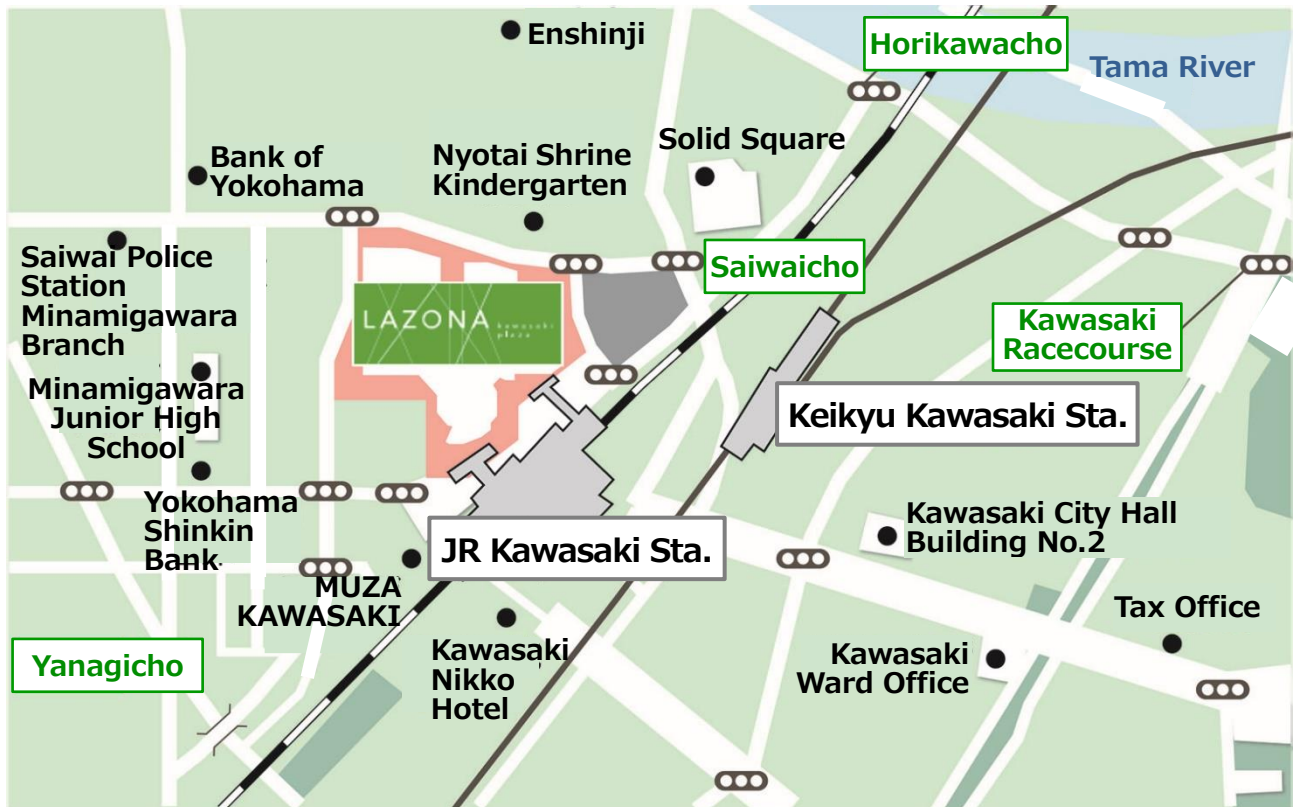 Enshinji
Horikawacho
Tama River
Solid Square
Bank of
Yokohama
Nyotai Shrine
Kindergarten
Saiwai Police
Station
Minamigawara
Branch
Saiwaicho
LAZONA kawasaki
plaza
Kawasaki
Racecourse
Minamigawara
Junior High
School
Keikyu Kawasaki Sta.
Yokohama
Shinkin
Bank
JR Kawasaki Sta.
Kawasaki City Hall
Building No.2
MUZA
KAWASAKI
Tax Office
Yanagicho
Kawasaki
Nikko
Hotel
Kawasaki
Ward Office